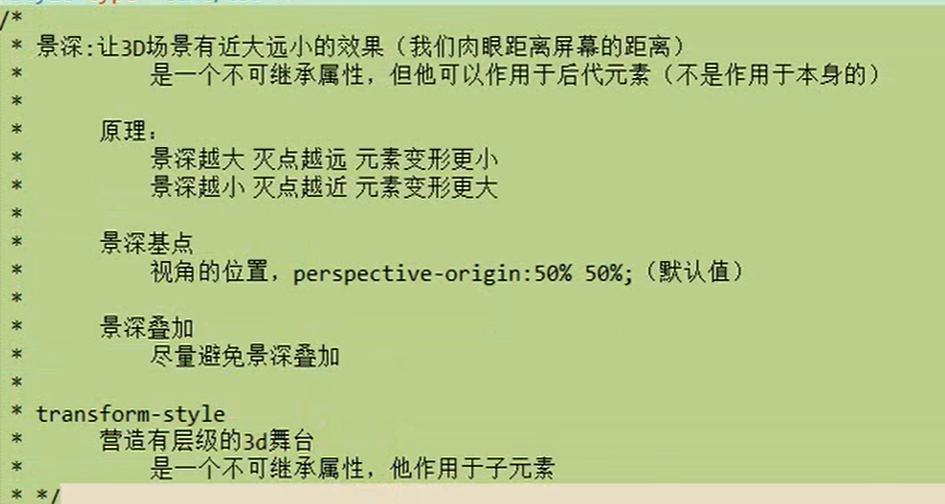 /*
* 景深:让3D场景有近大远小的效果（我们肉眼距离屏幕的距离）
* 是一个不可继承属性，但他可以作用于后代元素（不是作用于本身的）
*
* 原理：
* 景深越大 灭点越远 元素变形更小
* 景深越小 灭点越近 元素变形更大
*
* 景深基点
* 视角的位置，perspective-origin:50% 50%;（默认值）
*
* 景深叠加
* 尽量避免景深叠加
*
* transform-style
* 营造有层级的3d舞台
* 是一个不可继承属性，他作用于子元素
* */